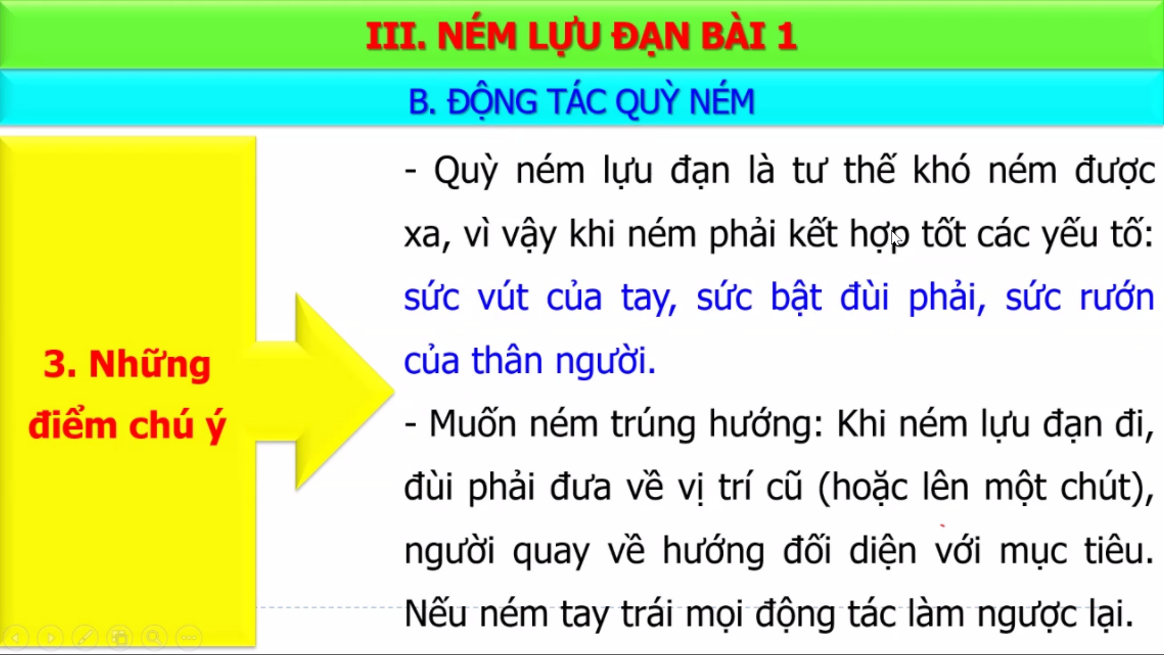 III. NÉM LỰU ĐẠN BÀI 1
B. ĐỘNG TÁC QUỲ NÉM
3. Những
điểm chú ý
- Quỳ ném lựu đạn là tư thế khó ném được
xa, vì vậy khi ném phải kết hợp tốt các yếu tố:
sức vút của tay, sức bật đùi phải, sức rướn
của thân người.
- Muốn ném trúng hướng: Khi ném lựu đạn đi,
đùi phải đưa về vị trí cũ (hoặc lên một chút),
người quay về hướng đối diện với mục tiêu.
Nếu ném tay trái mọi động tác làm ngược lại.